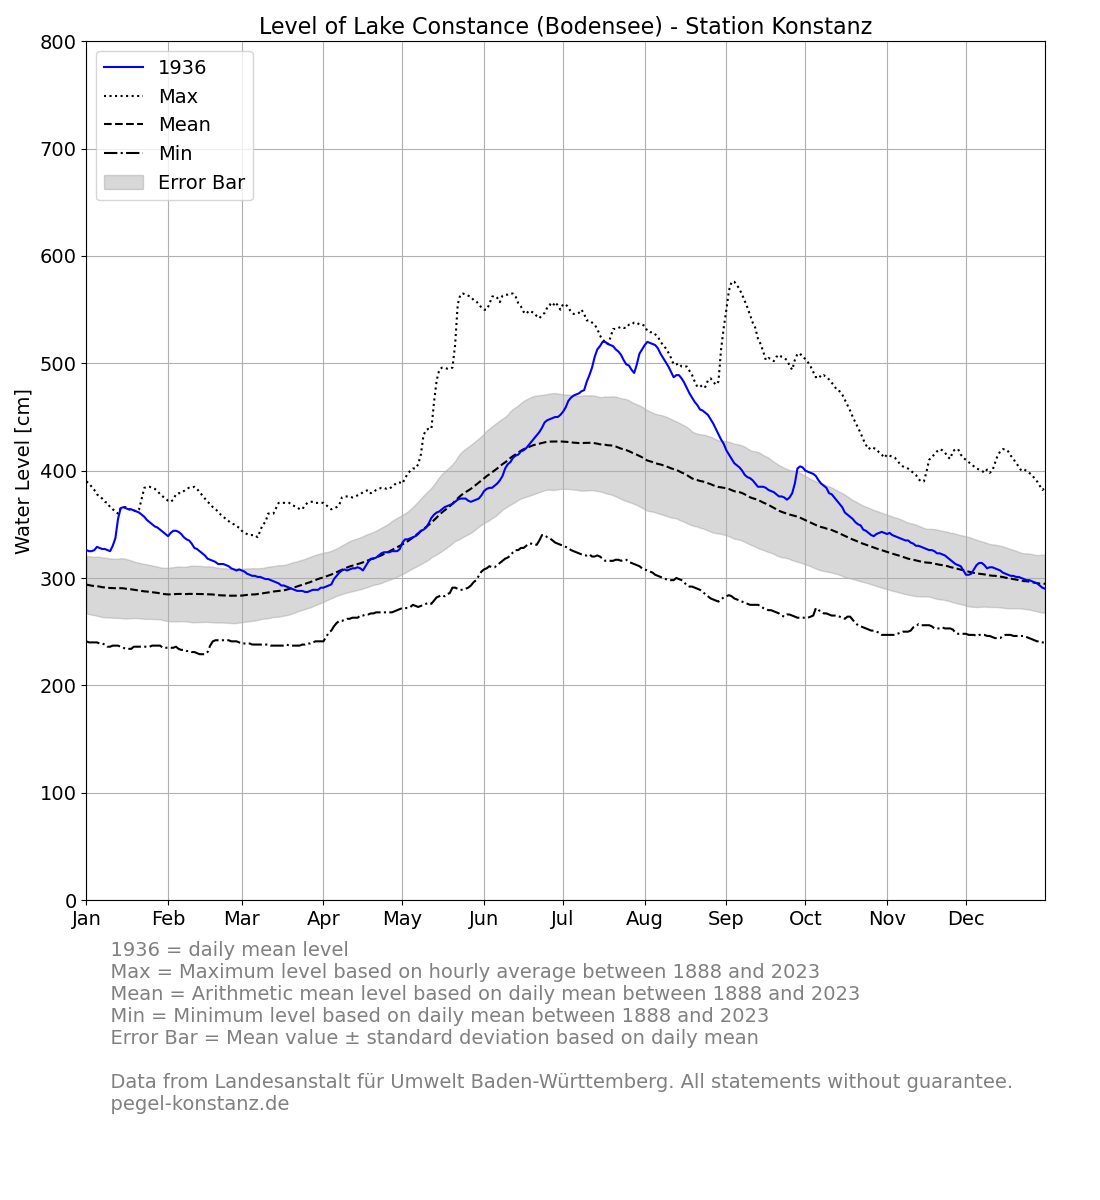 Level of Lake Constance (Bodensee) - Station Konstanz
800
700
600
500
400
300
200
100
0
Water Level [cm]
1936
Max
Mean
Min
Error Bar
Jan Feb Mar Apr May Jun Jul Aug Sep Oct Nov Dec
1936 = daily mean level
Max = Maximum level based on hourly average between 1888 and 2023
Mean = Arithmetic mean level based on daily mean between 1888 and 2023
Min = Minimum level based on daily mean between 1888 and 2023
Error Bar = Mean value ± standard deviation based on daily mean
Data from Landesanstalt für Umwelt Baden-Württemberg. All statements without guarantee.
pegel-konstanz.de